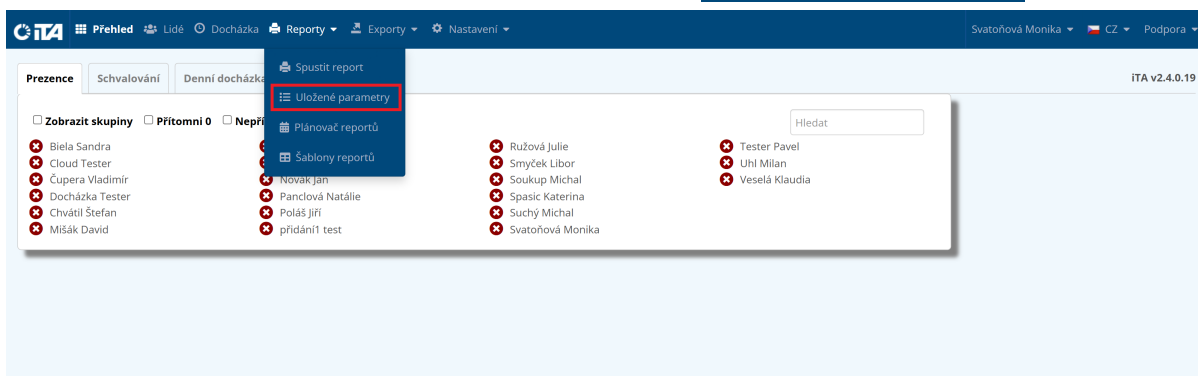 iTA Přehled Lidé Docházka Reporty Exporty Nastavení Svatoňová Monika CZ Podpora
Prezence Schvalování Denní docházka iTA v2.4.0.19
Spustit report
Uložené parametry
Plánovač reportů
Šablony reportů
Zobrazit skupiny Přítomni 0 Hledat
Biela Sandra Ružová Julie Tester Pavel
Cloud Tester Smyček Libor Uhl Milan
Čupera Vladimír Novák Jan Soukup Michal Veselá Klaudia
Docházka Tester Panclová Natálie Spasic Katerina
Chvátil Štefan Poláš Jiří Suchý Michal
Mišák David přidání1 test Svatoňová Monika